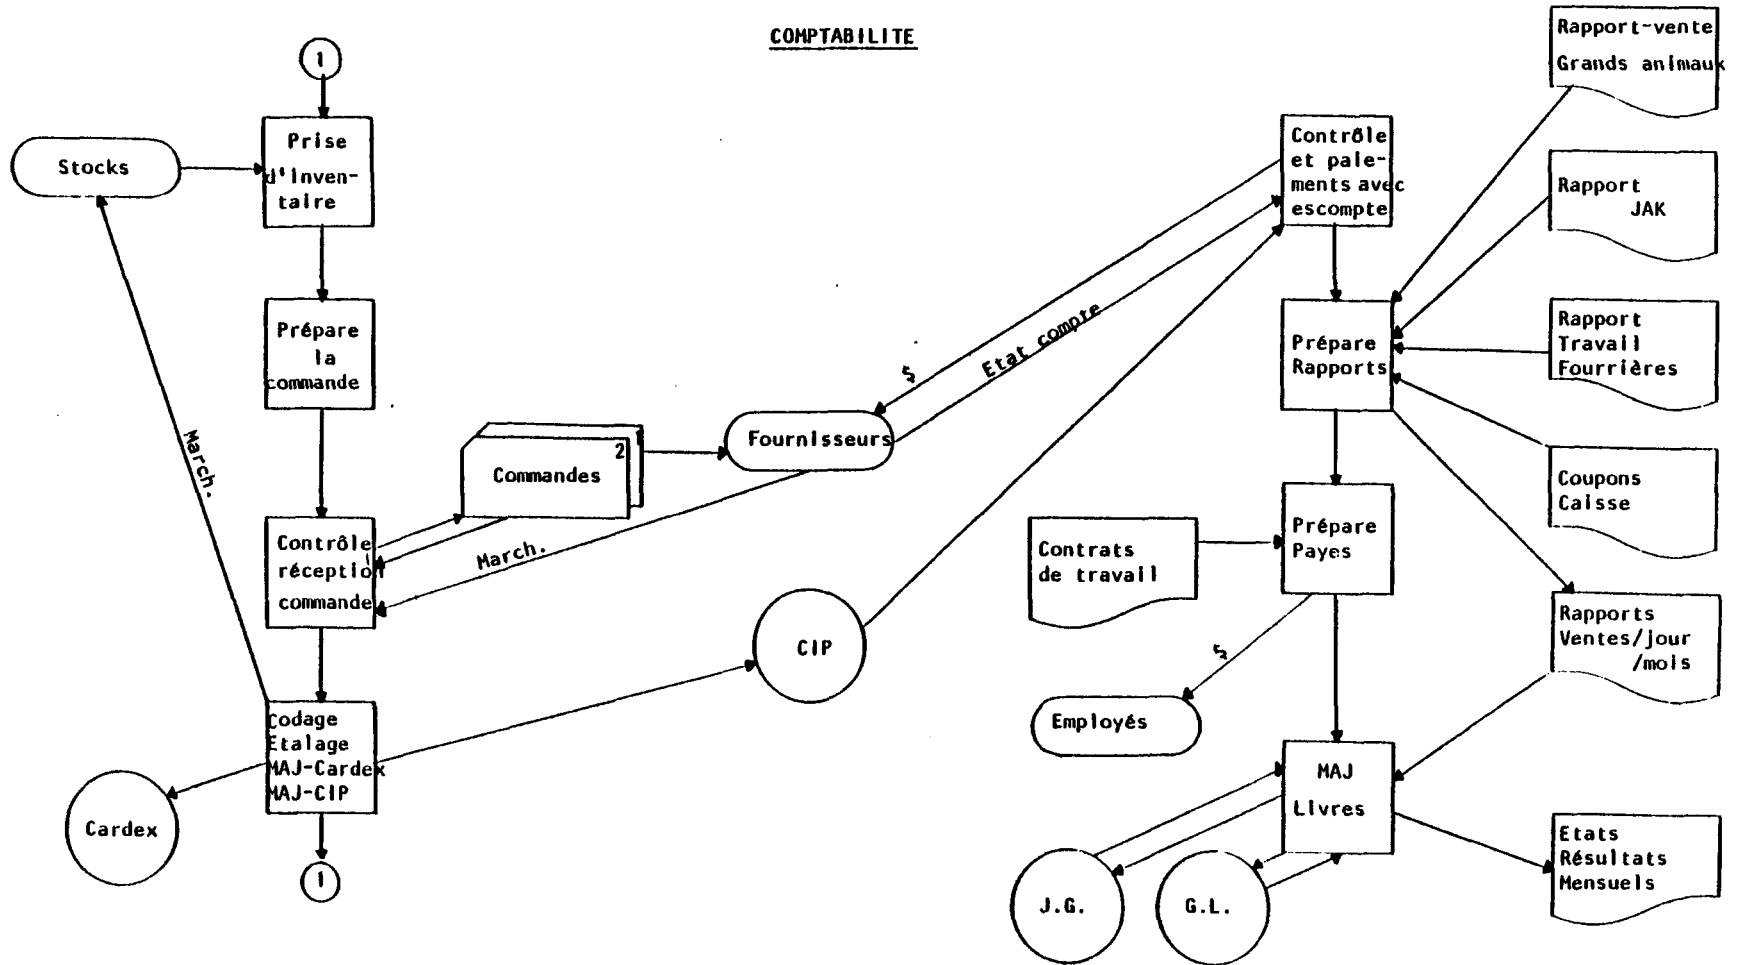 COMPTABILITE
1
Stocks
Prise
d'inven-
taire
Prépare
la
commande
March.
Contrôle
réception
commande
2
Commandes
Fournisseurs
$
Etat compte
March.
CIP
Codage
Etalage
MAJ-Cardex
MAJ-CIP
Cardex
1
Contrôle
et paie-
ments avec
escompte
Rapport-vente
Grands animaux
Rapport
JAK
Prépare
Rapports
Rapport
Travail
Fourrières
Coupons
Caisse
Contrats
de travail
Prépare
Payes
$
Employés
Rapports
Ventes/jour
/mois
MAJ
Livres
J.G.
G.L.
Etats
Résultats
Mensuels